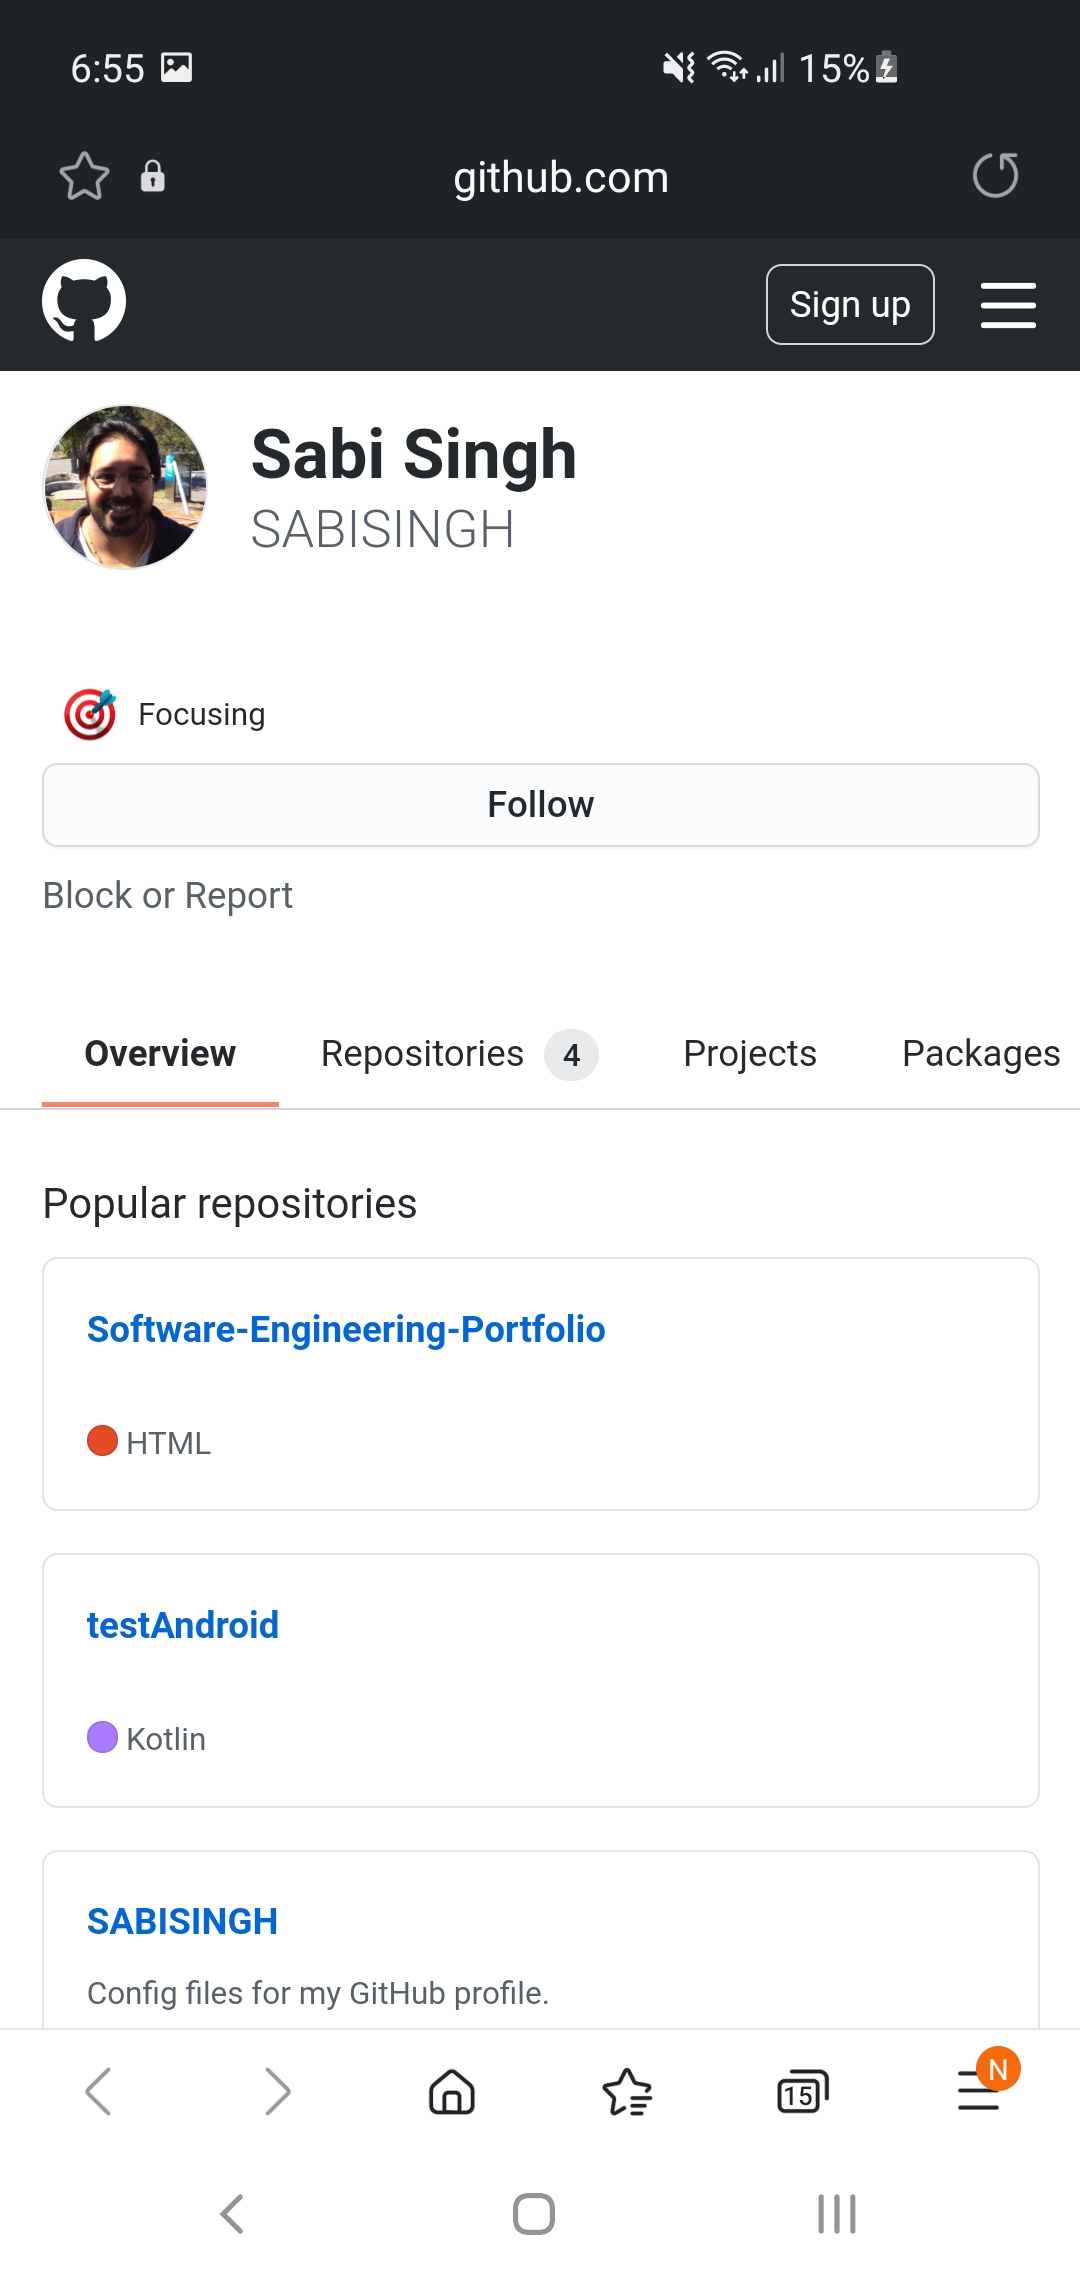 6:55 15%
github.com
Sign up
Sabi Singh
SABISINGH
Focusing
Follow
Block or Report
Overview Repositories 4 Projects Packages
Popular repositories
Software-Engineering-Portfolio
HTML
testAndroid
Kotlin
SABISINGH
Config files for my GitHub profile.
15 N